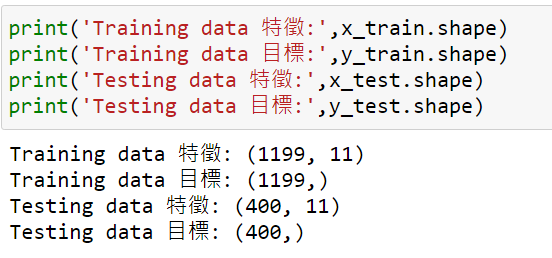 print('Training data 特徵:',x_train.shape)
print('Training data 目標:',y_train.shape)
print('Testing data 特徵:',x_test.shape)
print('Testing data 目標:',y_test.shape)
Training data 特徵: (1199, 11)
Training data 目標: (1199,)
Testing data 特徵: (400, 11)
Testing data 目標: (400,)